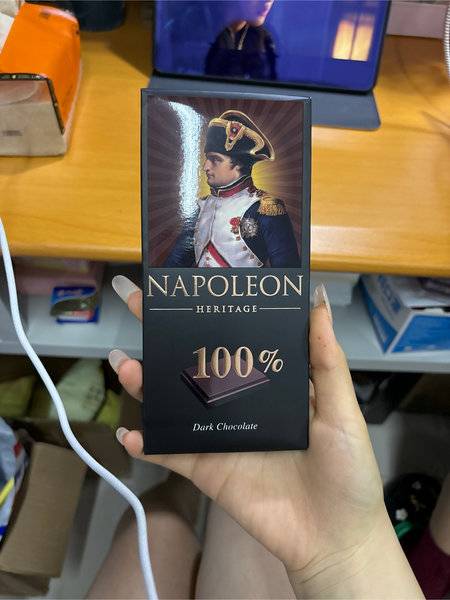 NAPOLEON
HERITAGE
100%
Dark Chocolate